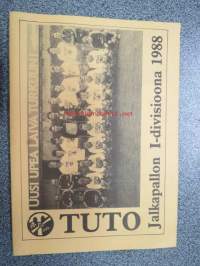 UUSI UPEA LAIVA TURKUUN!
TUTO
Jalkapallon I-divisioona 1988